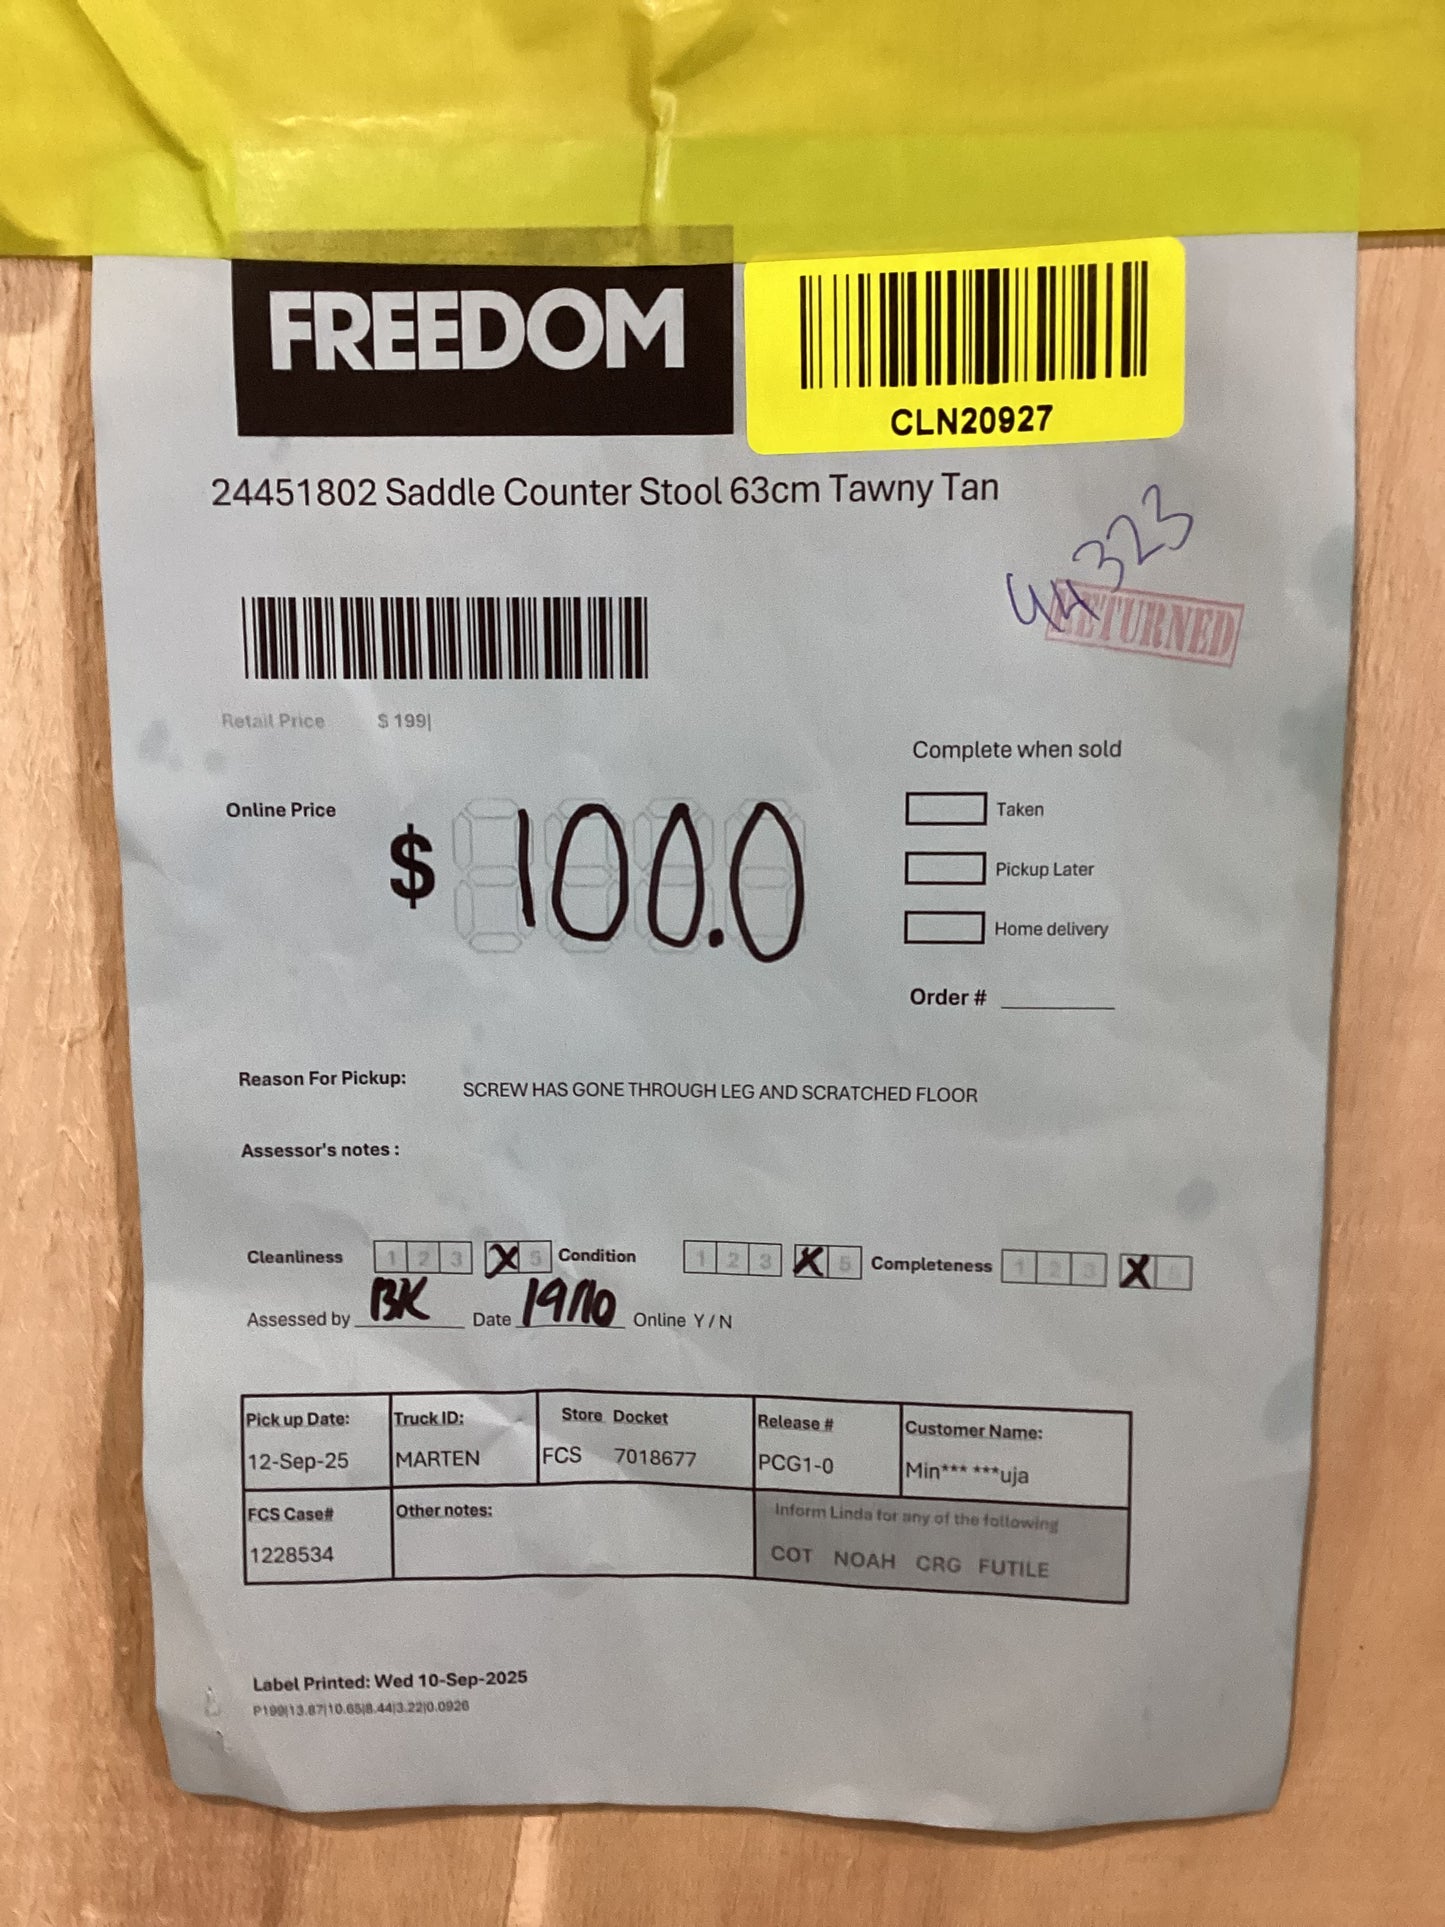 FREEDOM
CLN20927
24451802 Saddle Counter Stool 63cm Tawny Tan
44323
RETURNED
Retail Price $ 199|
Complete when sold
Online Price
$ 100.0
Taken
Pickup Later
Home delivery
Order #
Reason For Pickup: SCREW HAS GONE THROUGH LEG AND SCRATCHED FLOOR
Assessor's notes :
Cleanliness 1 2 3 X 5 Condition 1 2 3 X 5 Completeness 1 2 3 X 5
Assessed by BK Date 19/10 Online Y / N
Pick up Date: Truck ID: Store Docket Release # Customer Name:
12-Sep-25 MARTEN FCS 7018677 PCG1-0 Min*** ***uja
FCS Case# Other notes: Inform Linda for any of the following
1228534 COT NOAH CRG FUTILE
Label Printed: Wed 10-Sep-2025
P199|13.87|10.65|8.44|3.22|0.0926